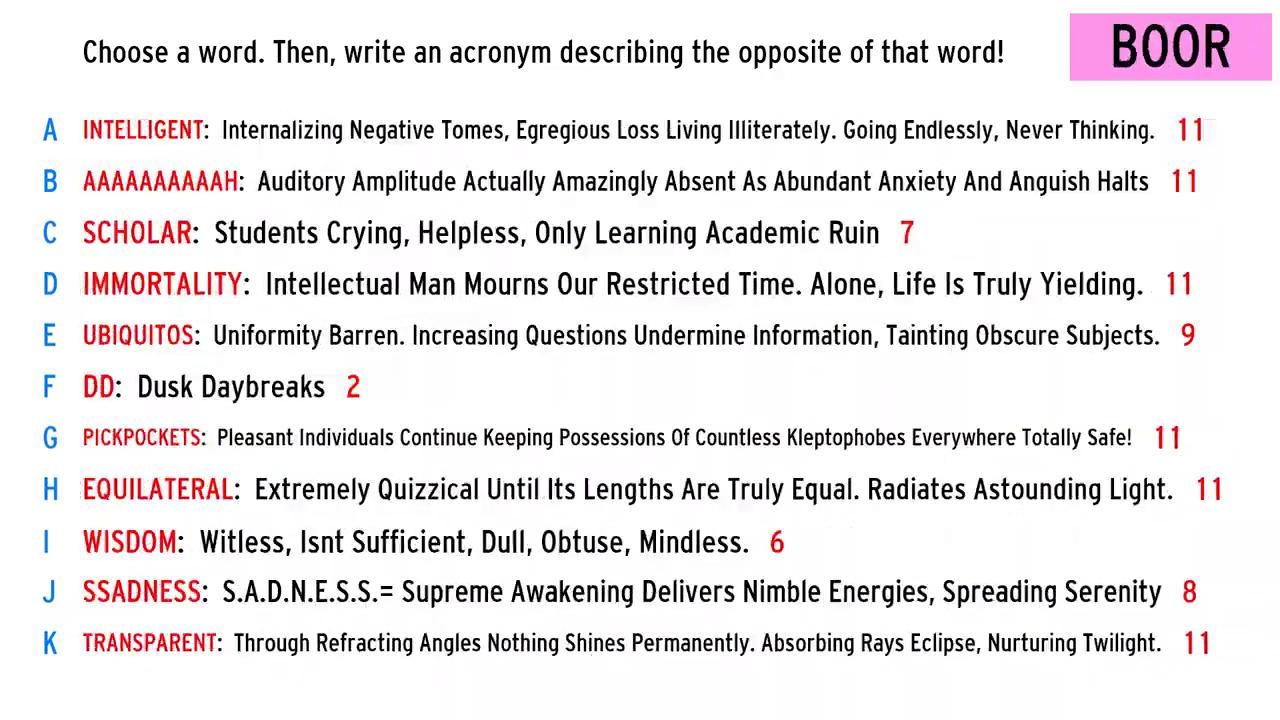 Choose a word. Then, write an acronym describing the opposite of that word!
BOOR
A INTELLIGENT: Internalizing Negative Tomes, Egregious Loss Living Illiterately. Going Endlessly, Never Thinking. 11
B AAAAAAAAAAH: Auditory Amplitude Actually Amazingly Absent As Abundant Anxiety And Anguish Halts 11
C SCHOLAR: Students Crying, Helpless, Only Learning Academic Ruin 7
D IMMORTALITY: Intellectual Man Mourns Our Restricted Time. Alone, Life Is Truly Yielding. 11
E UBIQUITOS: Uniformity Barren. Increasing Questions Undermine Information, Tainting Obscure Subjects. 9
F DD: Dusk Daybreaks 2
G PICKPOCKETS: Pleasant Individuals Continue Keeping Possessions Of Countless Kleptophobes Everywhere Totally Safe! 11
H EQUILATERAL: Extremely Quizzical Until Its Lengths Are Truly Equal. Radiates Astounding Light. 11
I WISDOM: Witless, Isnt Sufficient, Dull, Obtuse, Mindless. 6
J SSADNESS: S.A.D.N.E.S.S.= Supreme Awakening Delivers Nimble Energies, Spreading Serenity 8
K TRANSPARENT: Through Refracting Angles Nothing Shines Permanently. Absorbing Rays Eclipse, Nurturing Twilight. 11